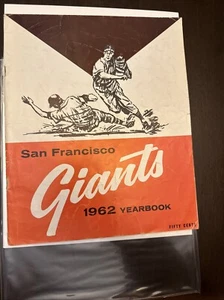 San Francisco
Giants
1962 YEARBOOK
FIFTY CENTS